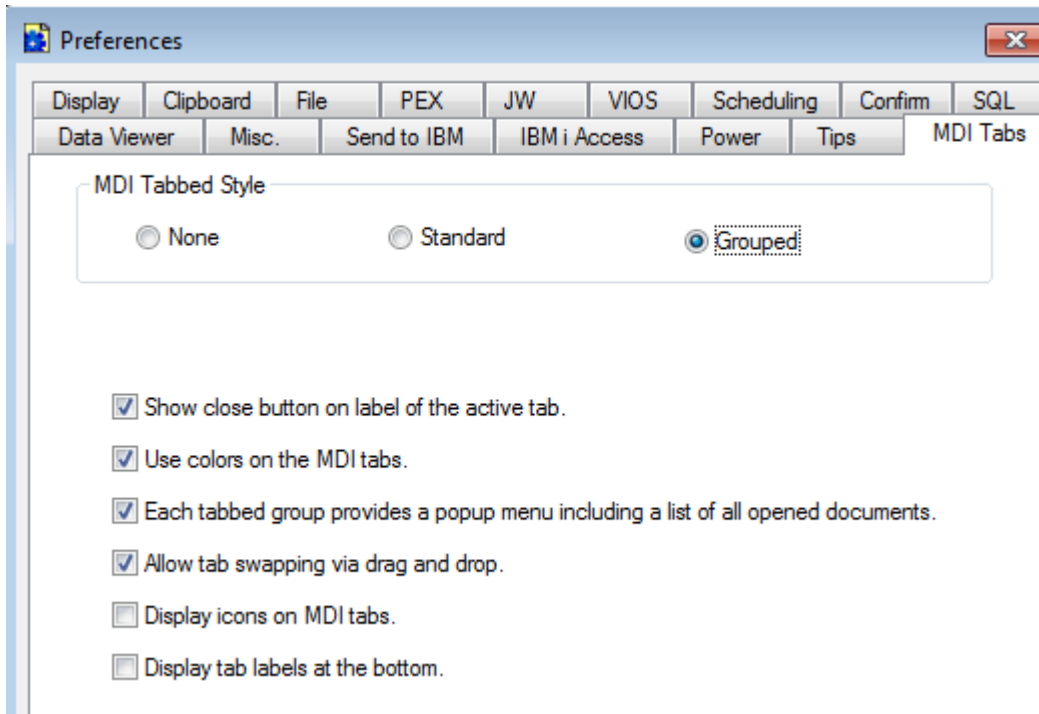 Preferences
Display Clipboard File PEX JW VIOS Scheduling Confirm SQL
Data Viewer Misc. Send to IBM IBM i Access Power Tips MDI Tabs
MDI Tabbed Style
None Standard Grouped
Show close button on label of the active tab.
Use colors on the MDI tabs.
Each tabbed group provides a popup menu including a list of all opened documents.
Allow tab swapping via drag and drop.
Display icons on MDI tabs.
Display tab labels at the bottom.